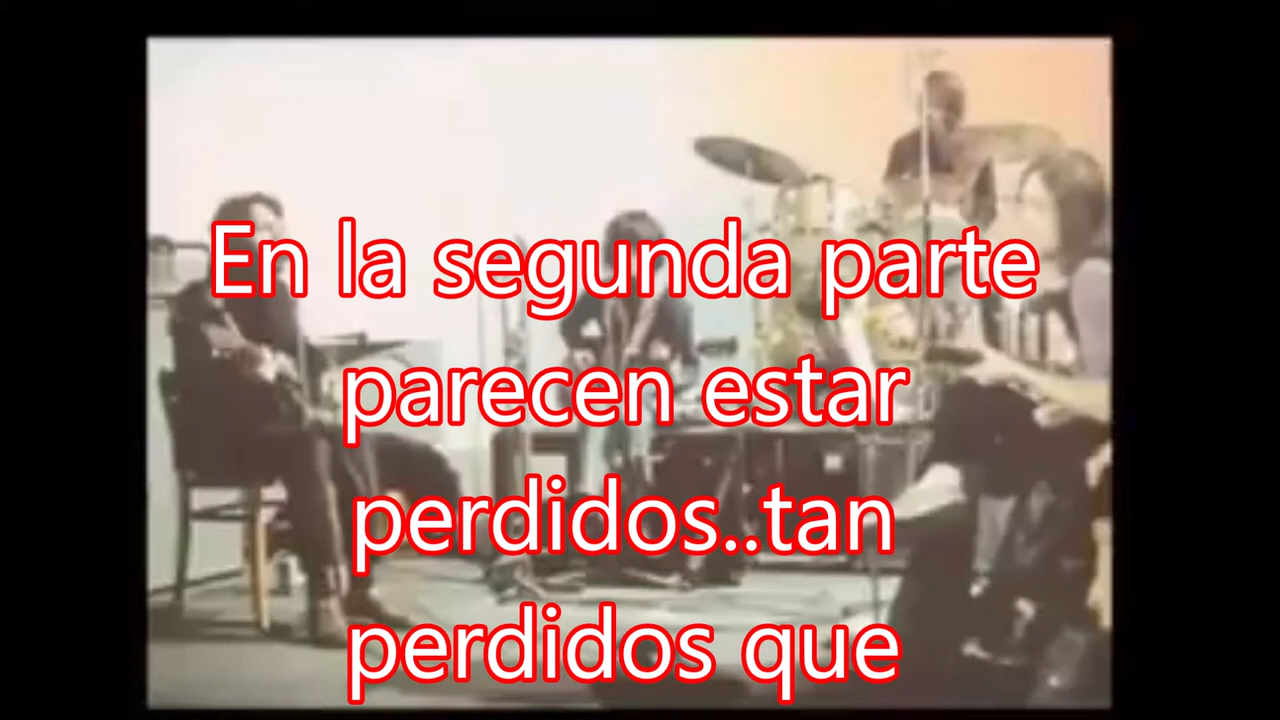 En la segunda parte
parecen estar
perdidos..tan
perdidos que